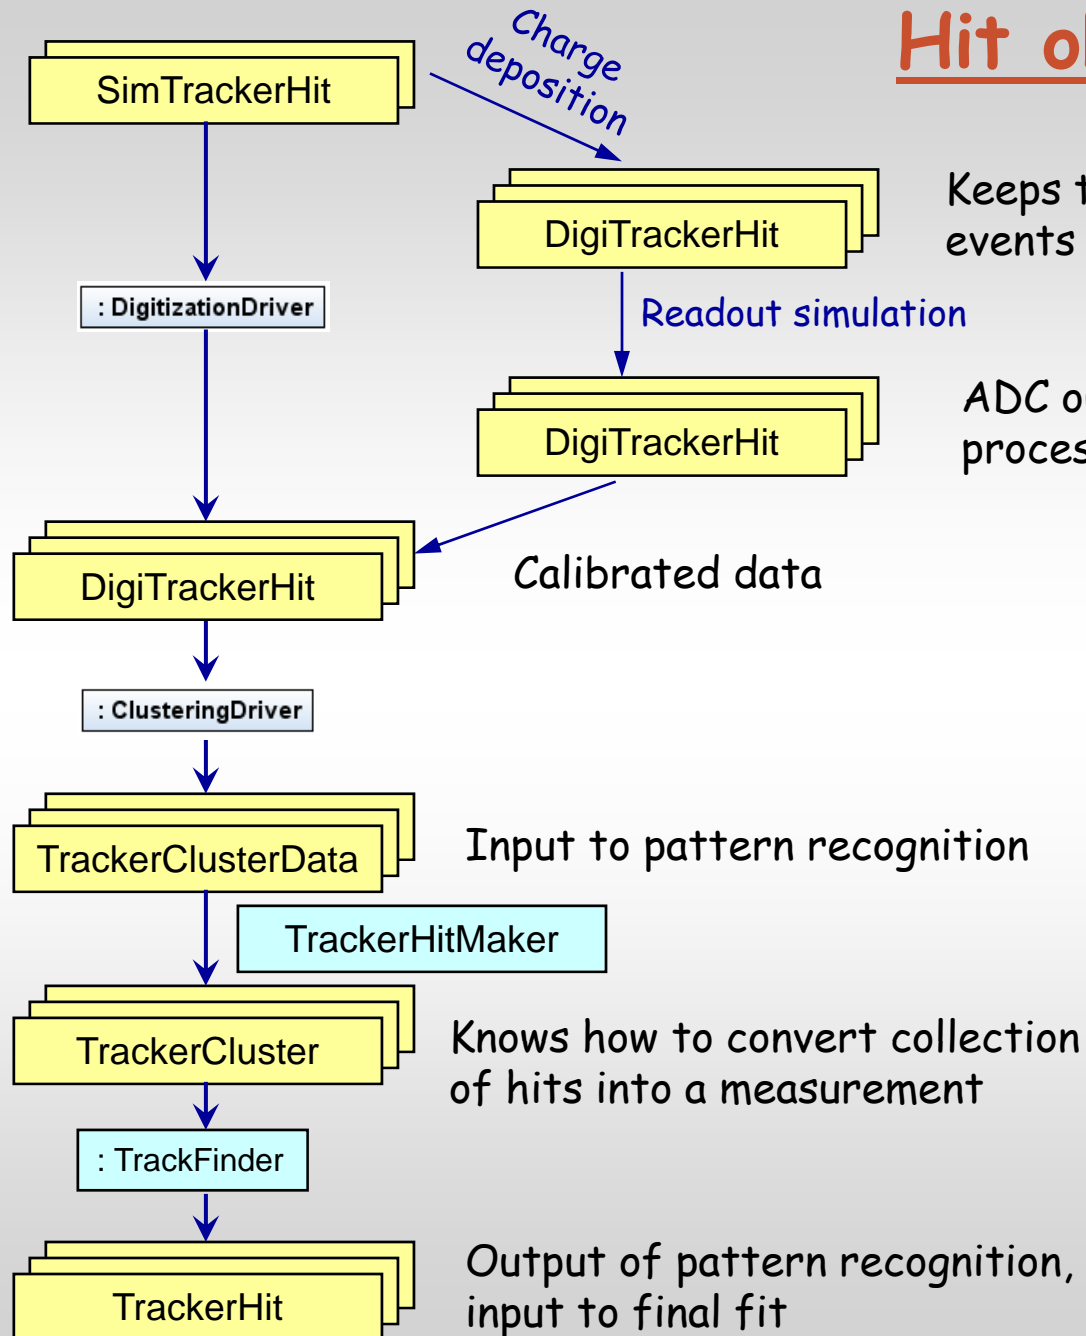 Hit
SimTrackerHit
Charge
deposition
DigiTrackerHit
Keeps
events
: DigitizationDriver
Readout simulation
DigiTrackerHit
ADC
DigiTrackerHit
Calibrated data
: ClusteringDriver
TrackerClusterData
Input to pattern recognition
TrackerHitMaker
TrackerCluster
Knows how to convert collection
of hits into a measurement
: TrackFinder
TrackerHit
Output of pattern recognition,
input to final fit